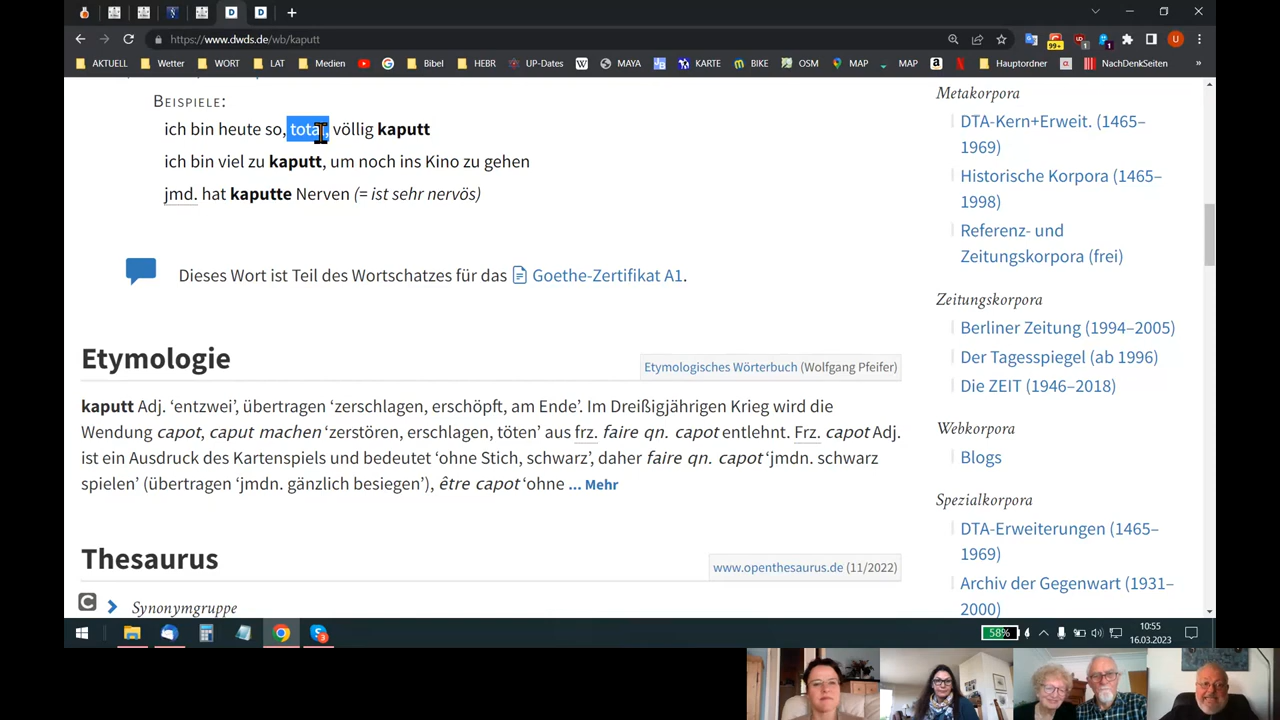 D
D
https://www.dwds.de/wb/kaputt
99+
1
1
U
AKTUELL
Wetter
WORT
LAT
Medien
G
Bibel
HEBR
UP-Dates
W
MAYA
KARTE
BIKE
OSM
MAP
MAP
a
N
Hauptordner
a.
NachDenkSeiten
»
BEISPIELE:
ich bin heute so, total, völlig kaputt
ich bin viel zu kaputt, um noch ins Kino zu gehen
jmd. hat kaputte Nerven (= ist sehr nervös)
Dieses Wort ist Teil des Wortschatzes für das Goethe-Zertifikat A1.
Etymologie
Etymologisches Wörterbuch (Wolfgang Pfeifer)
kaputt Adj. ‘entzwei’, übertragen ‘zerschlagen, erschöpft, am Ende’. Im Dreißigjährigen Krieg wird die
Wendung capot, caput machen ‘zerstören, erschlagen, töten’ aus frz. faire qn. capot entlehnt. Frz. capot Adj.
ist ein Ausdruck des Kartenspiels und bedeutet ‘ohne Stich, schwarz’, daher faire qn. capot ‘jmdn. schwarz
spielen’ (übertragen ‘jmdn. gänzlich besiegen’), être capot ‘ohne ... Mehr
Thesaurus
www.openthesaurus.de (11/2022)
C
Synonymgruppe
Metakorpora
DTA-Kern+Erweit. (1465–
1969)
Historische Korpora (1465–
1998)
Referenz- und
Zeitungskorpora (frei)
Zeitungskorpora
Berliner Zeitung (1994–2005)
Der Tagesspiegel (ab 1996)
Die ZEIT (1946–2018)
Webkorpora
Blogs
Spezialkorpora
DTA-Erweiterungen (1465–
1969)
Archiv der Gegenwart (1931–
2000)
58%
10:55
16.03.2023